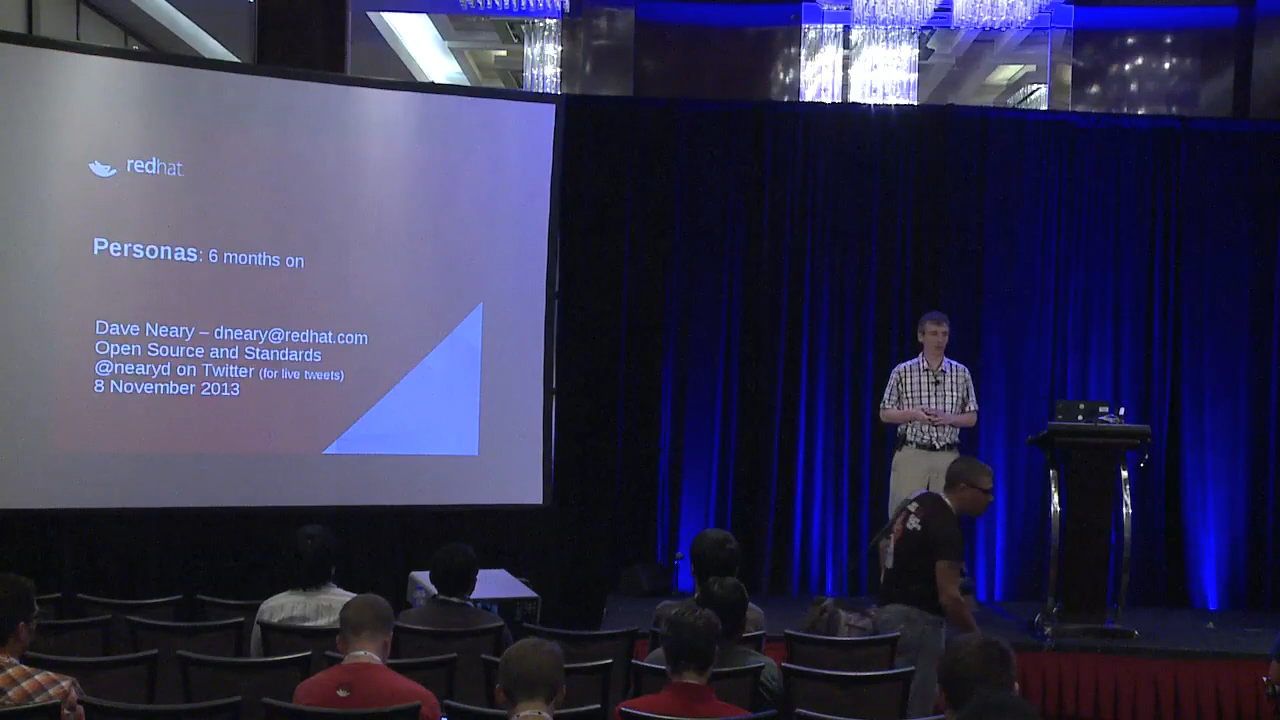 redhat.
Personas: 6 months on
Dave Neary – dneary@redhat.com
Open Source and Standards
@nearyd on Twitter (for live tweets)
8 November 2013